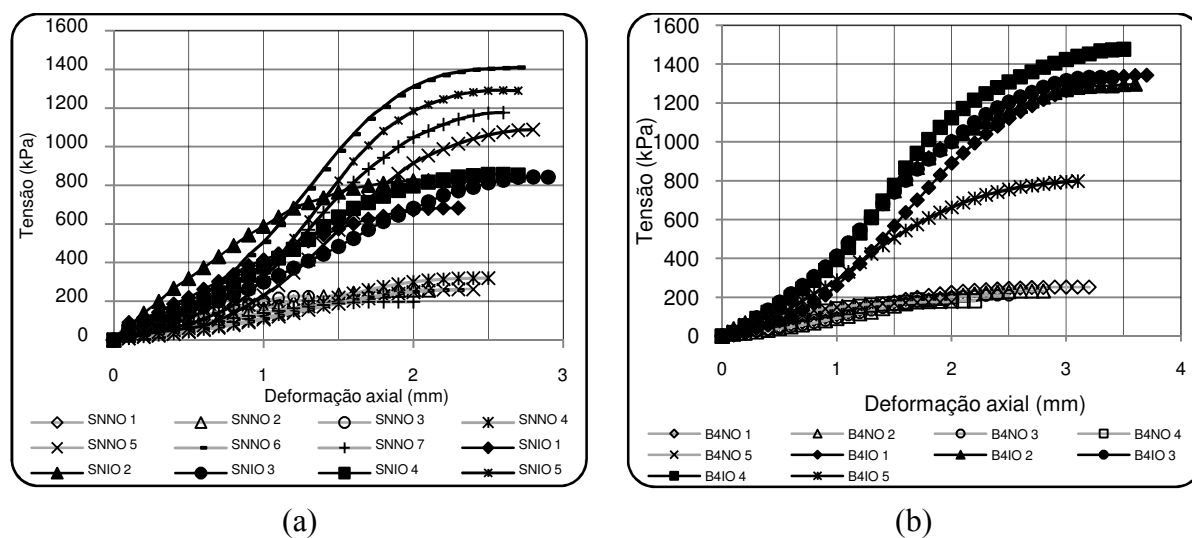 1600
1400
1200
1000
800
600
400
200
0
Tensão (kPa)
0 1 2 3
Deformação axial (mm)
SNNO 1 SNNO 2 SNNO 3 SNNO 4
SNNO 5 SNNO 6 SNNO 7 SNIO 1
SNIO 2 SNIO 3 SNIO 4 SNIO 5
(a)
1600
1400
1200
1000
800
600
400
200
0
Tensão (kPa)
0 1 2 3 4
Deformação axial (mm)
B4NO 1 B4NO 2 B4NO 3 B4NO 4
B4NO 5 B4IO 1 B4IO 2 B4IO 3
B4IO 4 B4IO 5
(b)